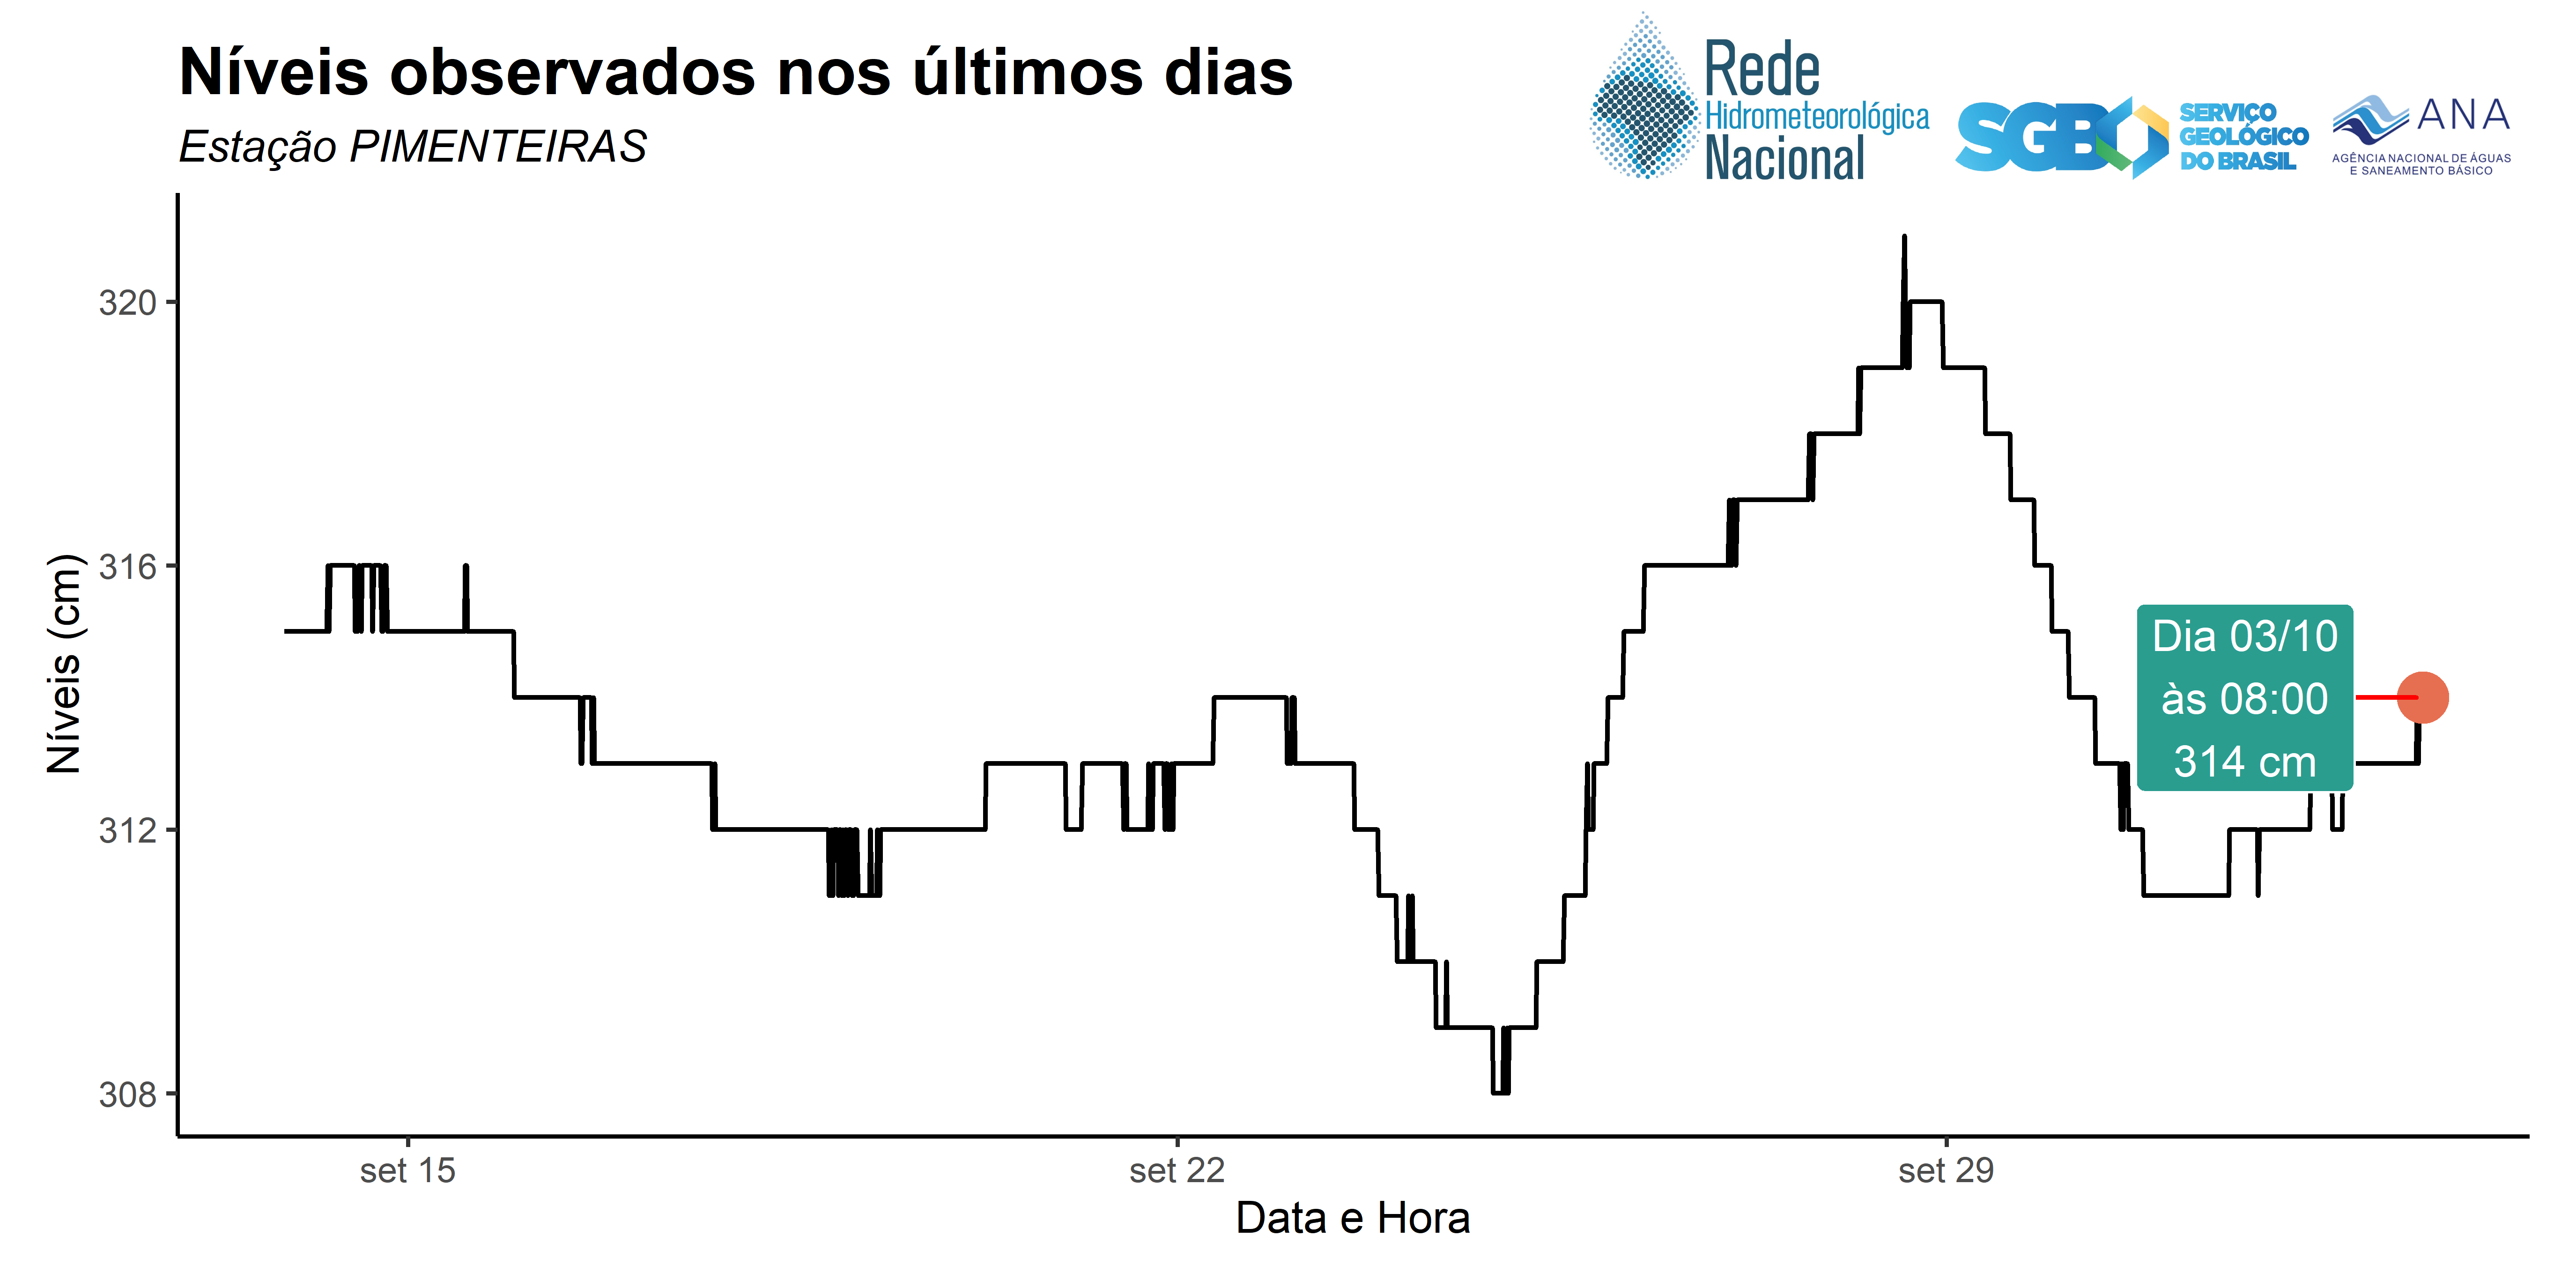 Níveis observados nos últimos dias
Estação PIMENTEIRAS
Rede
Hidrometeorológica
Nacional
SGB
SERVIÇO
GEOLÓGICO
DO BRASIL
ANA
AGÊNCIA NACIONAL DE ÁGUAS
E SANEAMENTO BÁSICO
Níveis (cm)
320
316
312
308
Dia 03/10
às 08:00
314 cm
set 15
set 22
set 29
Data e Hora